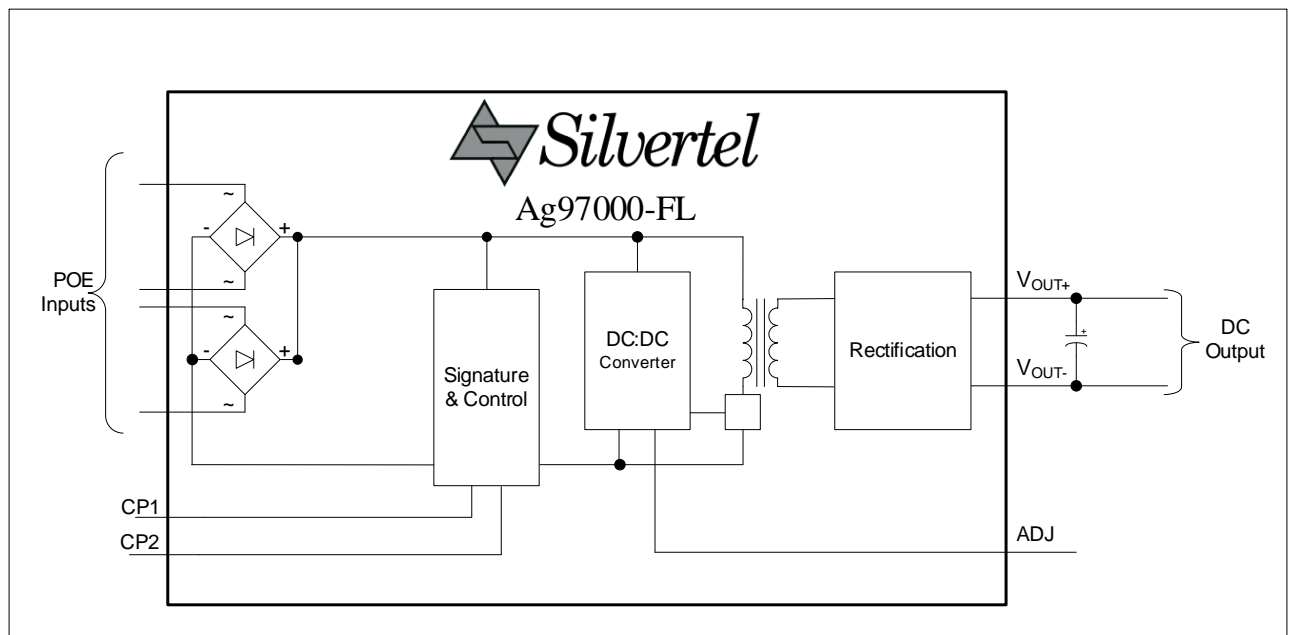 Silvertel
Ag97000-FL
POE
Inputs
~
-
+
~
~
-
+
~
Signature
& Control
DC:DC
Converter
Rectification
VOUT+
+
VOUT-
DC
Output
CP1
CP2
ADJ